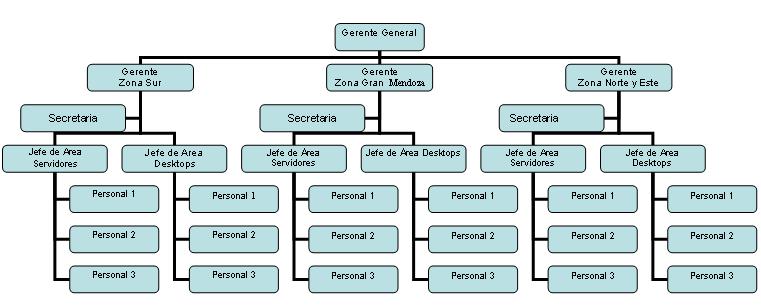 Gerente General
Gerente
Zona Sur
Gerente
Zona Gran Mendoza
Gerente
Zona Norte y Este
Secretaria
Secretaria
Secretaria
Jefe de Area
Servidores
Jefe de Area
Desktops
Jefe de Area
Servidores
Jefe de Area Desktops
Jefe de Area
Servidores
Jefe de Area
Desktops
Personal 1
Personal 1
Personal 1
Personal 1
Personal 1
Personal 1
Personal 2
Personal 2
Personal 2
Personal 2
Personal 2
Personal 2
Personal 3
Personal 3
Personal 3
Personal 3
Personal 3
Personal 3